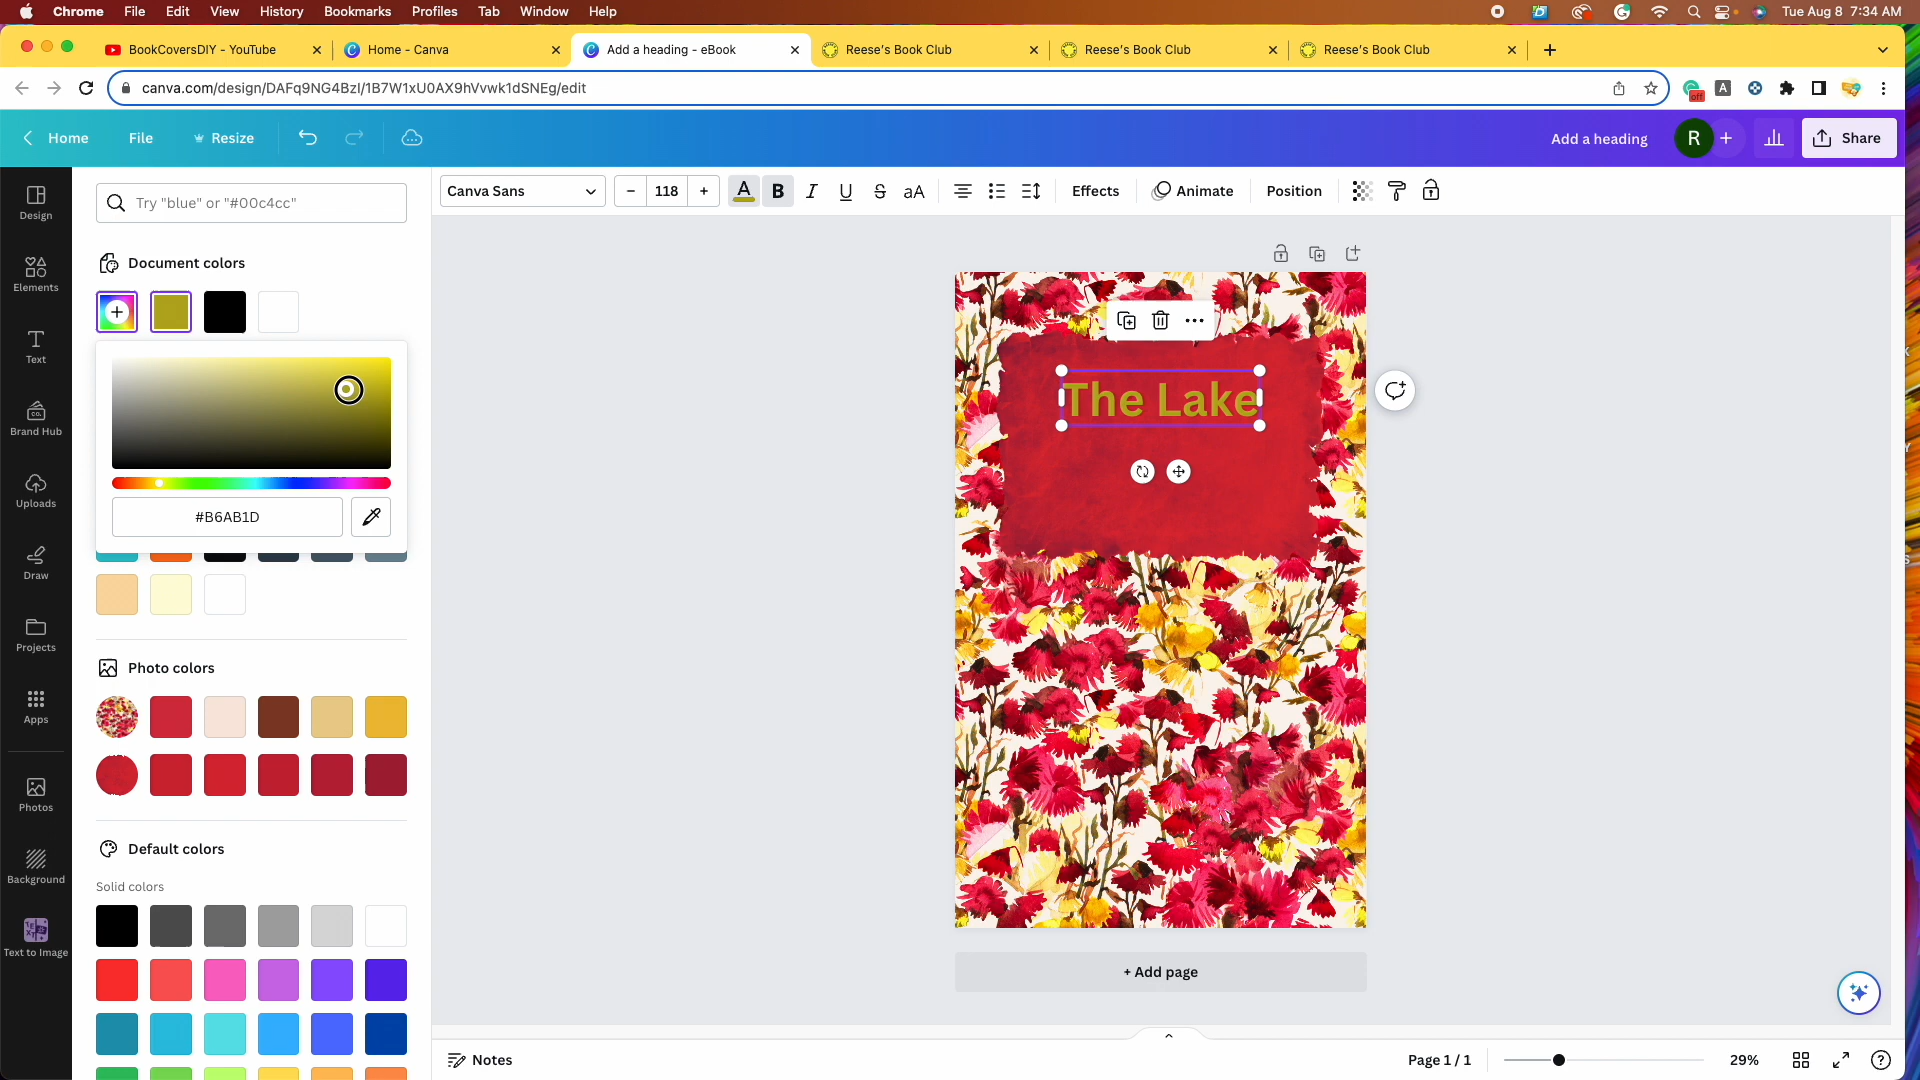 Chrome File Edit View History Bookmarks Profiles Tab Window Help Tue Aug 8 7:34 AM
BookCoversDIY - YouTube Home - Canva Add a heading - eBook Reese's Book Club Reese's Book Club Reese's Book Club
canva.com/design/DAFq9NG4BzI/1B7W1xU0AX9hVvwk1dSNEg/edit
Home File Resize Add a heading R Share
Try "blue" or "#00c4cc" Canva Sans 118 A B I U S aA Effects Animate Position
Document colors
#B6AB1D
Photo colors
Default colors
Solid colors
Design
Elements
Text
Brand Hub
Uploads
Draw
Projects
Apps
Photos
Background
Text to Image
The Lake
+ Add page
Notes Page 1 / 1 29%